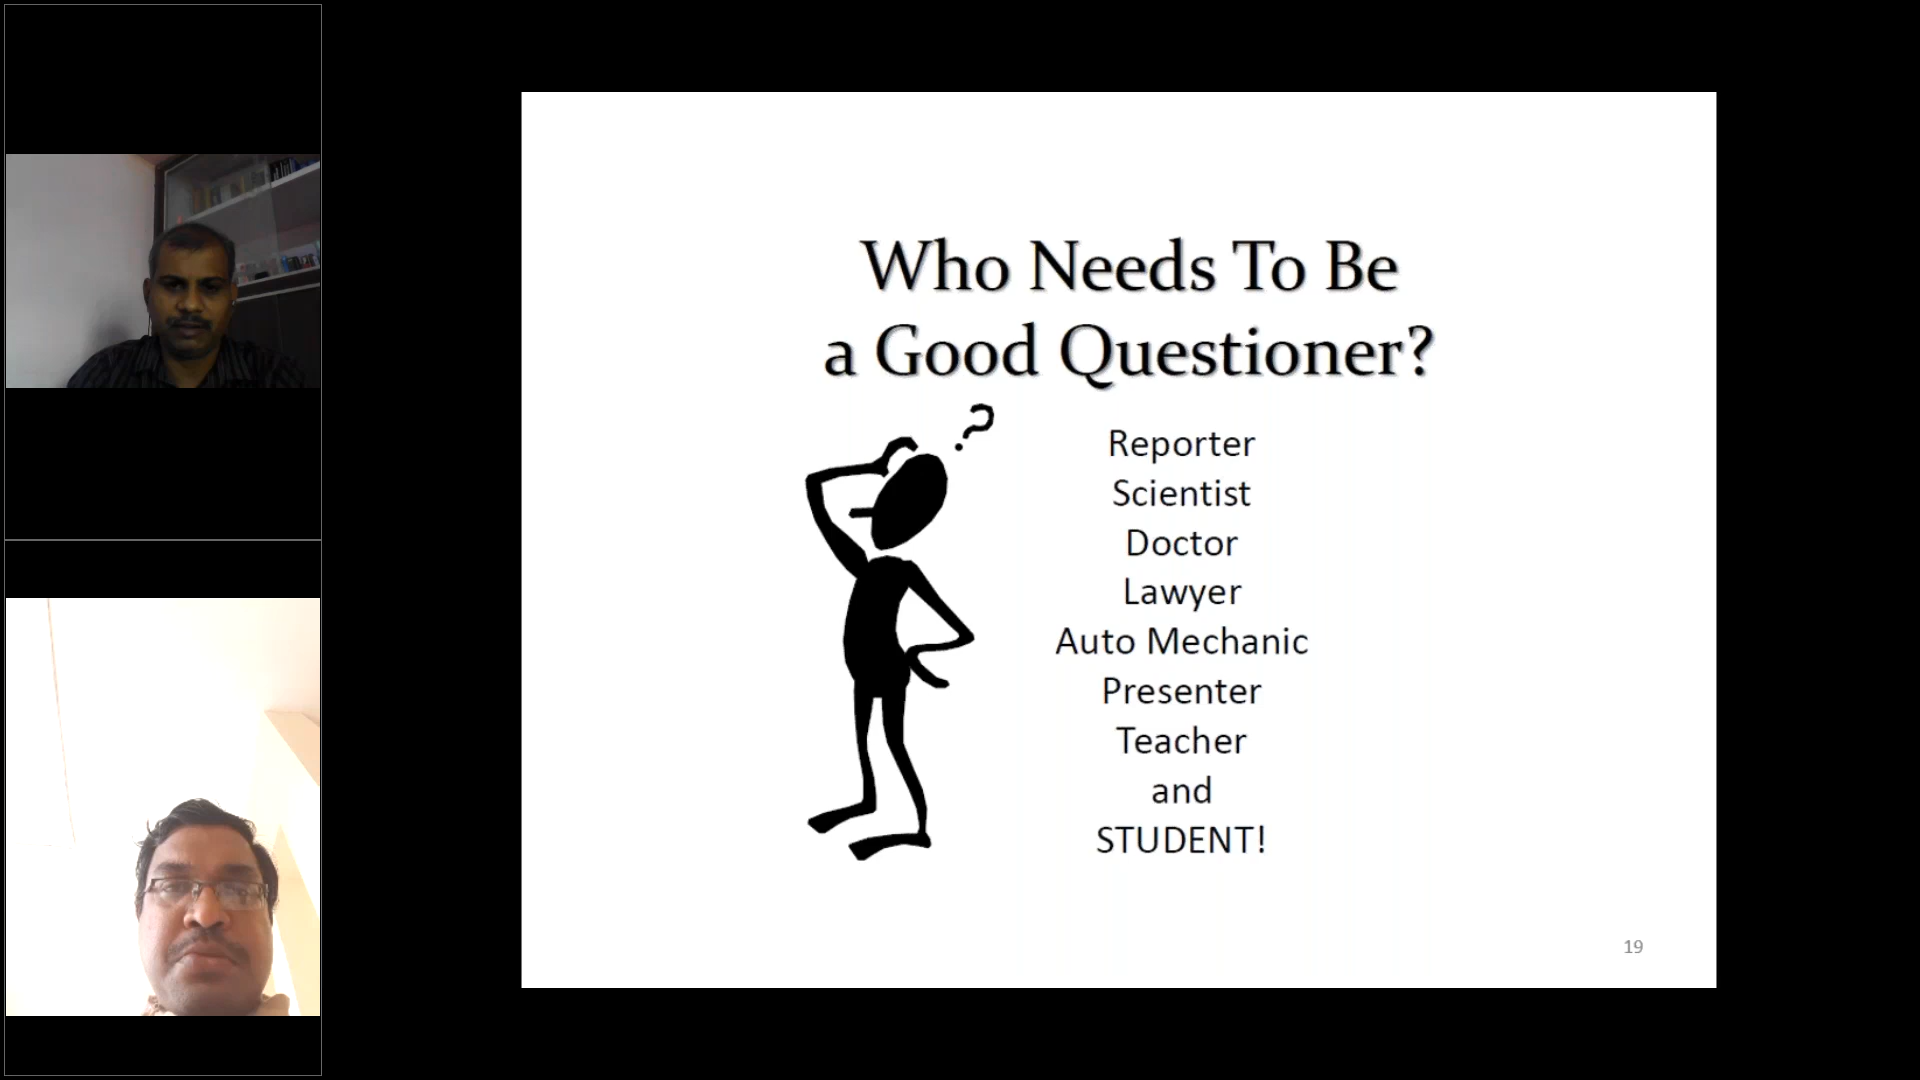 Who Needs To Be
a Good Questioner?
?
Reporter
Scientist
Doctor
Lawyer
Auto Mechanic
Presenter
Teacher
and
STUDENT!
19